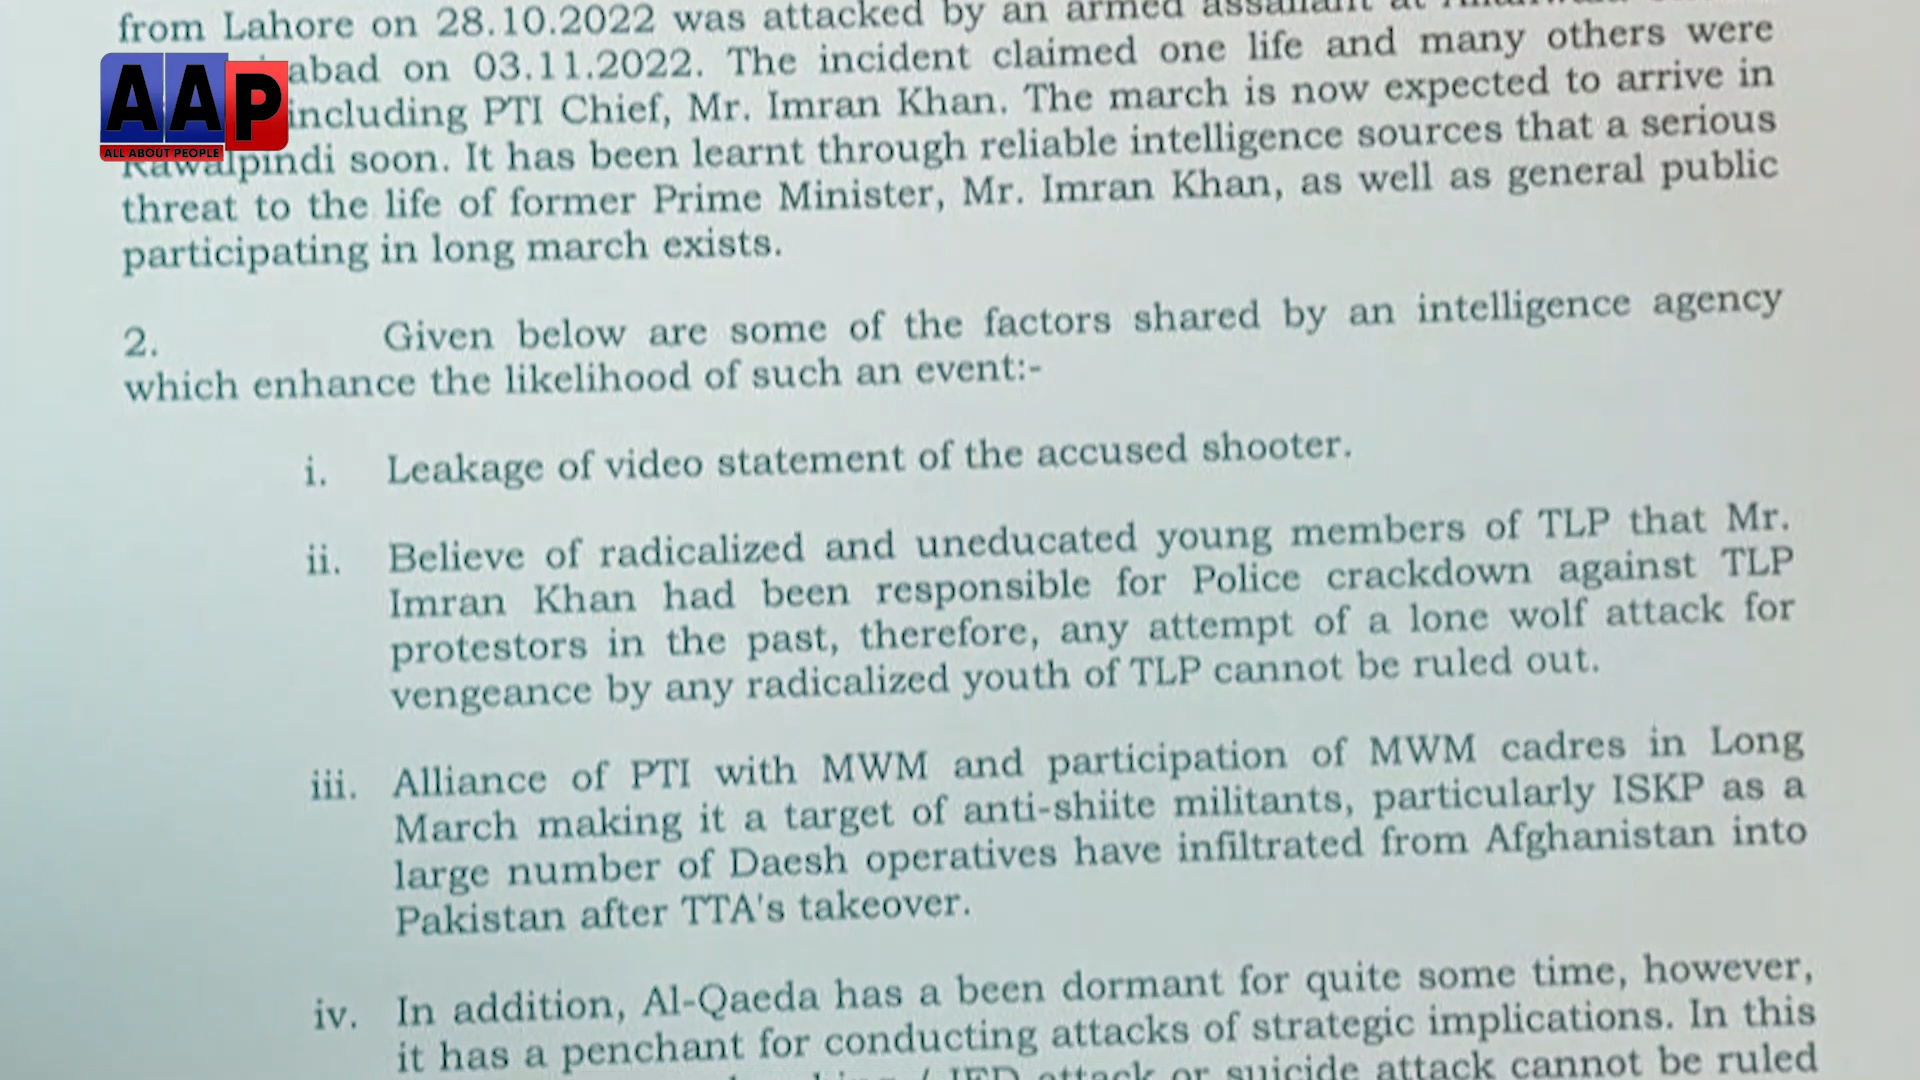 from Lahore on 28.10.2022 was attacked by an armed assailant at
abad on 03.11.2022. The incident claimed one life and many others were
including PTI Chief, Mr. Imran Khan. The march is now expected to arrive in
Rawalpindi soon. It has been learnt through reliable intelligence sources that a serious
threat to the life of former Prime Minister, Mr. Imran Khan, as well as general public
participating in long march exists.
AAP
ALL ABOUT PEOPLE
2. Given below are some of the factors shared by an intelligence agency
which enhance the likelihood of such an event:-
i. Leakage of video statement of the accused shooter.
ii. Believe of radicalized and uneducated young members of TLP that Mr.
Imran Khan had been responsible for Police crackdown against TLP
protestors in the past, therefore, any attempt of a lone wolf attack for
vengeance by any radicalized youth of TLP cannot be ruled out.
iii. Alliance of PTI with MWM and participation of MWM cadres in Long
March making it a target of anti-shiite militants, particularly ISKP as a
large number of Daesh operatives have infiltrated from Afghanistan into
Pakistan after TTA's takeover.
iv. In addition, Al-Qaeda has a been dormant for quite some time, however,
it has a penchant for conducting attacks of strategic implications. In this
/ IED attack or suicide attack cannot be ruled